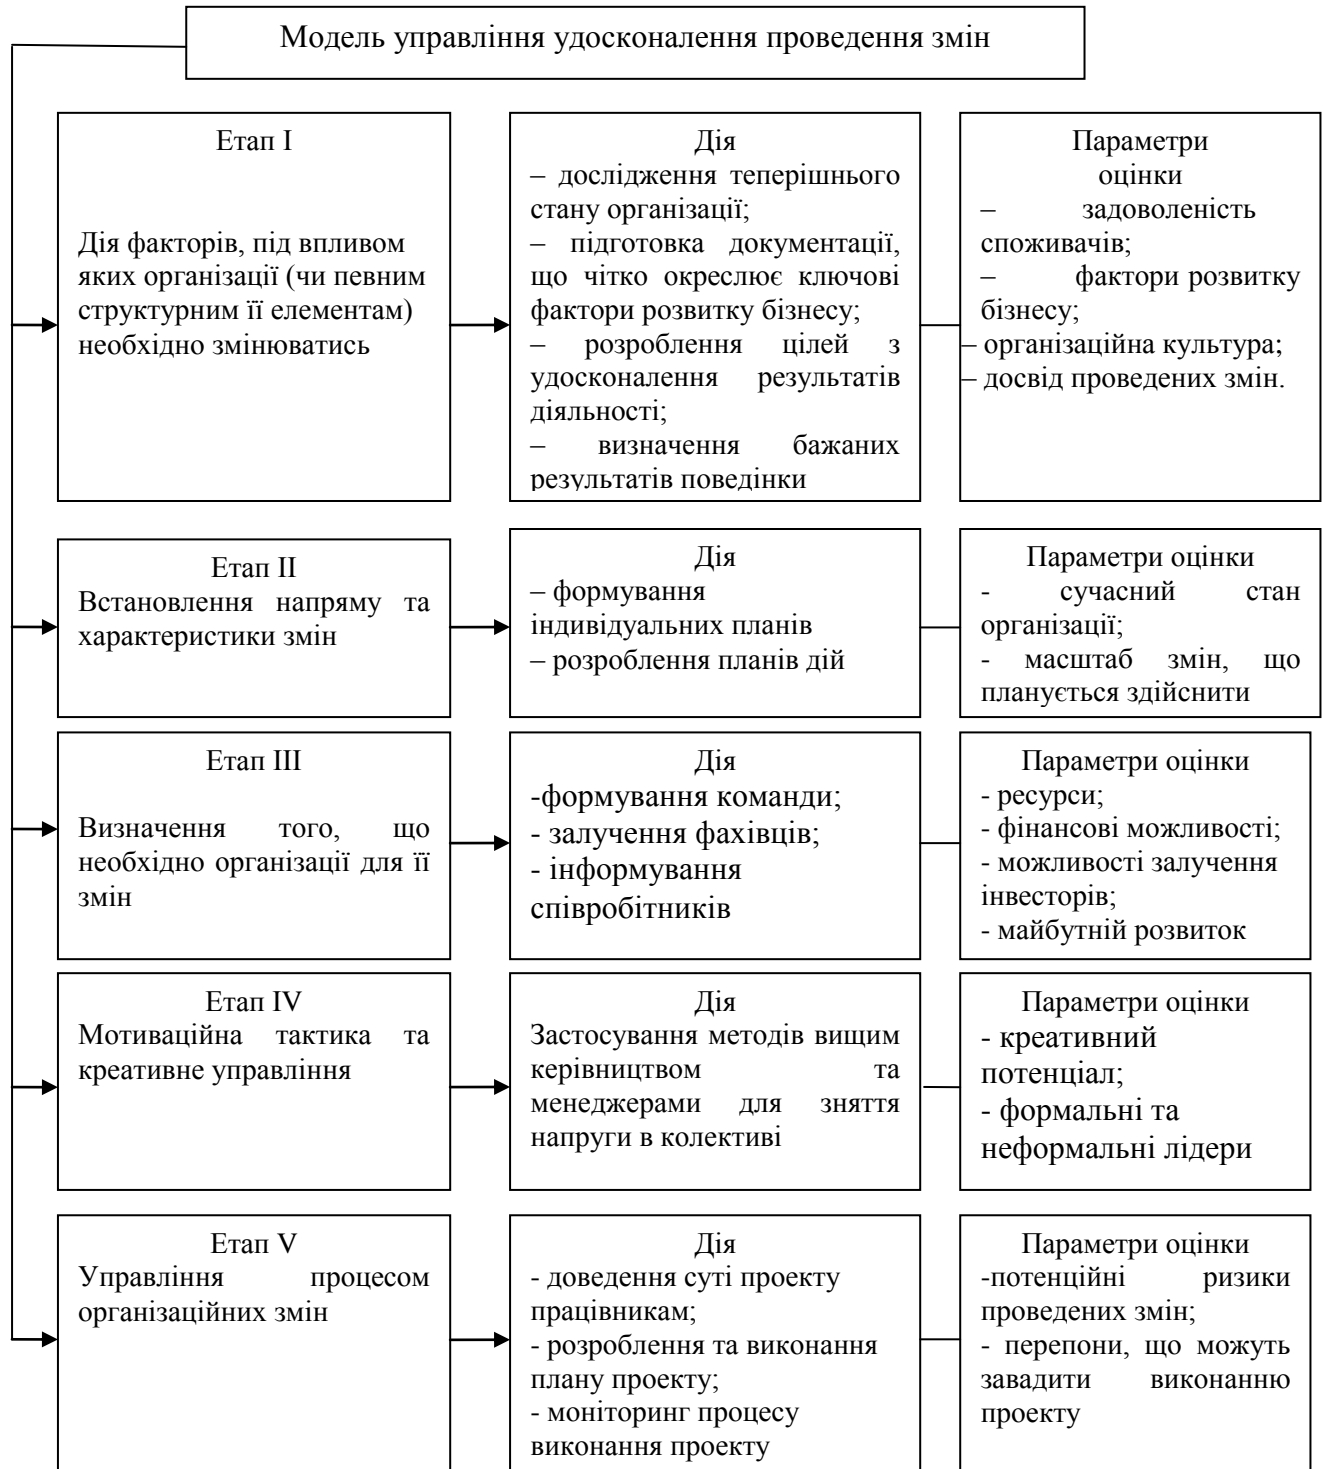 Модель управління удосконалення проведення змін
Етап I
Дія факторів, під впливом
яких організації (чи певним
структурним її елементам)
необхідно змінюватись
Дія
– дослідження теперішнього
стану організації;
– підготовка документації,
що чітко окреслює ключові
фактори розвитку бізнесу;
– розроблення цілей з
удосконалення результатів
діяльності;
– визначення бажаних
результатів поведінки
Параметри
оцінки
– задоволеність
споживачів;
– фактори розвитку
бізнесу;
– організаційна культура;
– досвід проведених змін.
Етап II
Встановлення напряму та
характеристики змін
Дія
– формування
індивідуальних планів
– розроблення планів дій
Параметри оцінки
- сучасний стан
організації;
- масштаб змін, що
планується здійснити
Етап III
Визначення того, що
необхідно організації для її
змін
Дія
-формування команди;
- залучення фахівців;
- інформування
співробітників
Параметри оцінки
- ресурси;
- фінансові можливості;
- можливості залучення
інвесторів;
- майбутній розвиток
Етап IV
Мотиваційна тактика та
креативне управління
Дія
Застосування методів вищим
керівництвом та
менеджерами для зняття
напруги в колективі
Параметри оцінки
- креативний
потенціал;
- формальні та
неформальні лідери
Етап V
Управління процесом
організаційних змін
Дія
- доведення суті проекту
працівникам;
- розроблення та виконання
плану проекту;
- моніторинг процесу
виконання проекту
Параметри оцінки
-потенційні ризики
проведених змін;
- перепони, що можуть
завадити виконанню
проекту